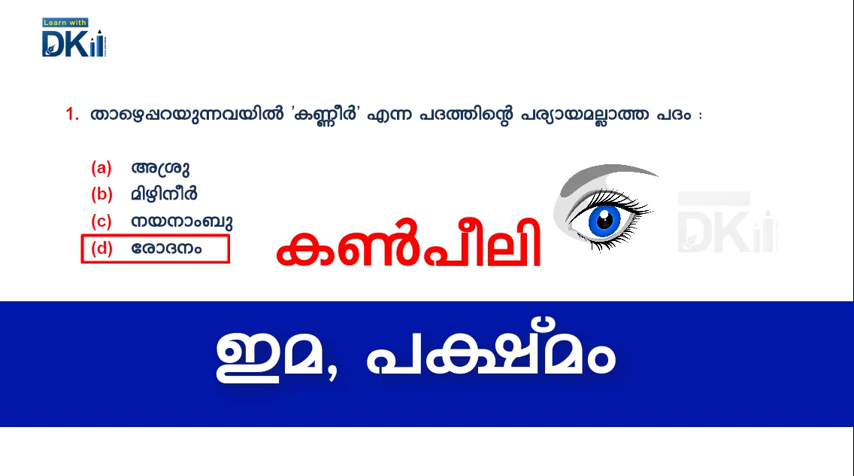 Learn with
DK
1. താഴെപ്പറയുന്നവയിൽ 'കണ്ണീർ' എന്ന പദത്തിന്റെ പര്യായമല്ലാത്ത പദം :
(a) അശ്രു
(b) മിഴിനീർ
(c) നയനാംബു
(d) രോദനം
കൺപീലി
DK
ഇമ, പക്ഷ്മം